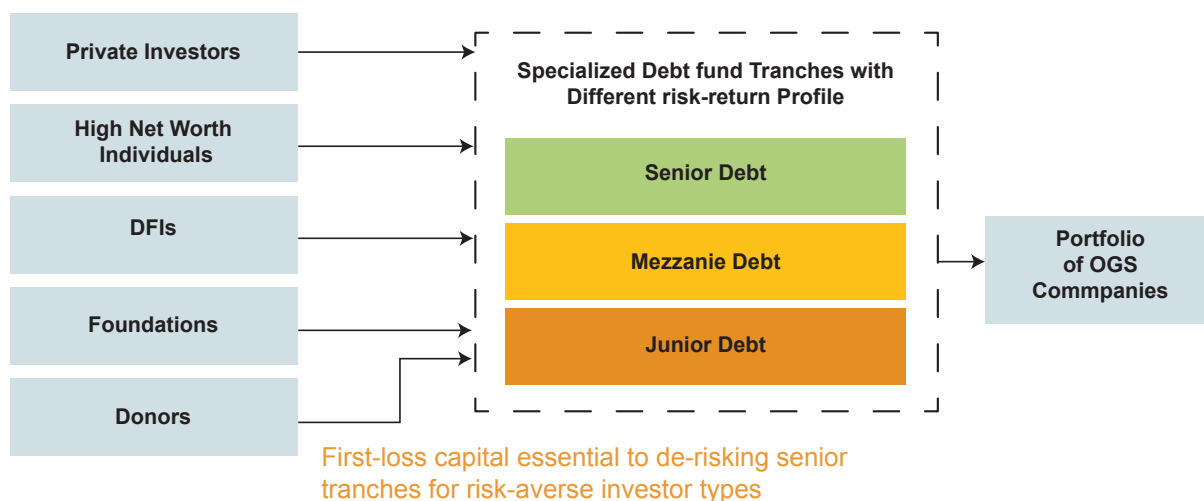 Private Investors
High Net Worth
Individuals
DFIs
Foundations
Donors
Specialized Debt fund Tranches with
Different risk-return Profile
Senior Debt
Mezzanie Debt
Junior Debt
Portfolio
of OGS
Commpanies
First-loss capital essential to de-risking senior
tranches for risk-averse investor types